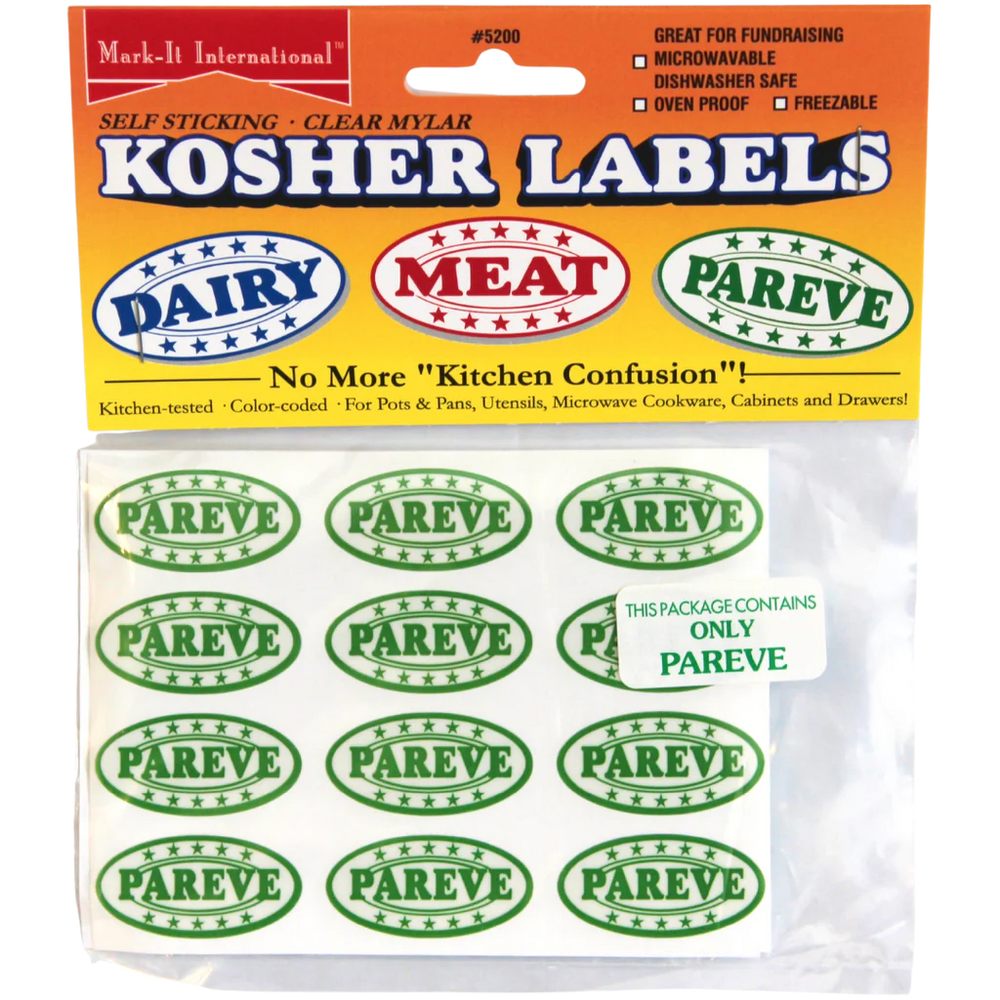 Mark-It International™
#5200
GREAT FOR FUNDRAISING
MICROWAVABLE
DISHWASHER SAFE
OVEN PROOF FREEZABLE
SELF STICKING · CLEAR MYLAR
KOSHER LABELS
DAIRY MEAT PAREVE
No More "Kitchen Confusion"!
Kitchen-tested · Color-coded · For Pots & Pans, Utensils, Microwave Cookware, Cabinets and Drawers!
PAREVE PAREVE PAREVE
PAREVE PAREVE PA
THIS PACKAGE CONTAINS
ONLY
PAREVE
PAREVE PAREVE PAREVE
PAREVE PAREVE PAREVE